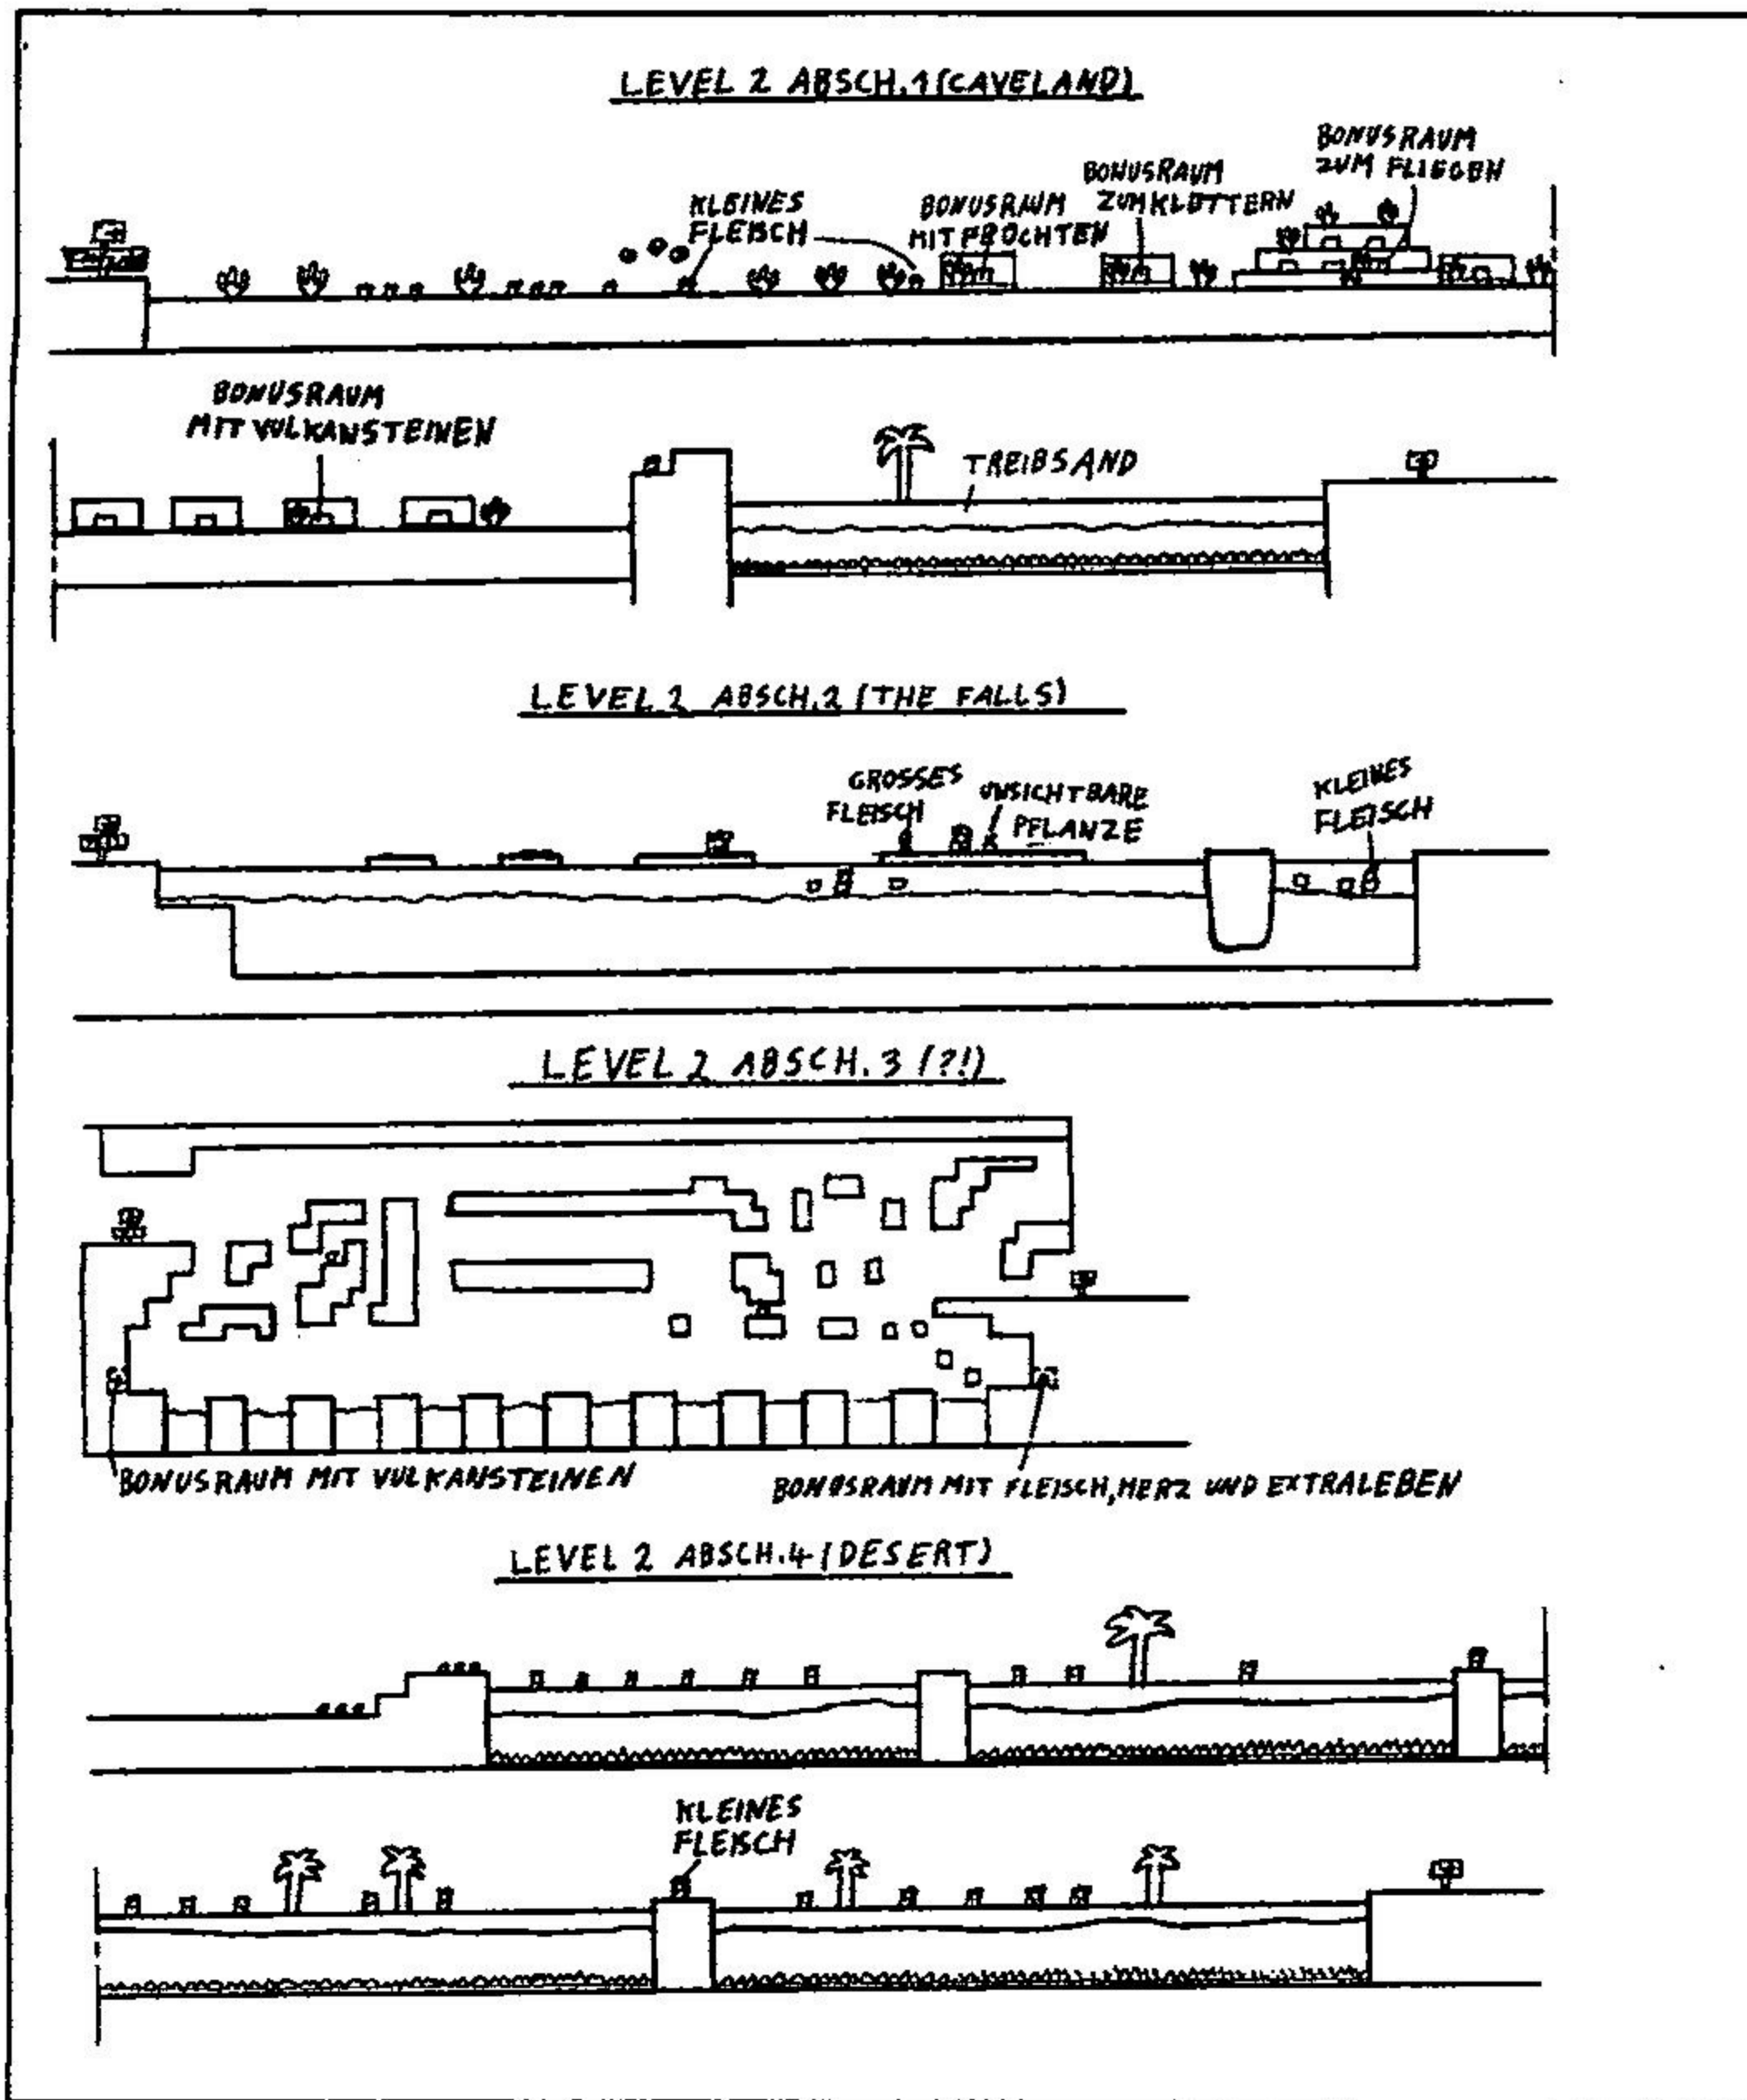 LEVEL 2 ABSCH.1 (CAVELAND)
BONUSRAUM
ZUM FLIEGEN
BONUSRAUM
ZUM KLETTERN
KLEINES
FLEISCH
BONUSRAUM
MIT FRÜCHTEN
BONUSRAUM
MIT VULKANSTEINEN
TREIBSAND
LEVEL 2 ABSCH.2 (THE FALLS)
GROSSES
FLEISCH
UNSICHTBARE
PFLANZE
KLEINES
FLEISCH
LEVEL 2 ABSCH. 3 (?!)
BONUSRAUM MIT VULKANSTEINEN
BONUSRAUM MIT FLEISCH, HERZ UND EXTRALEBEN
LEVEL 2 ABSCH.4 (DESERT)
KLEINES
FLEISCH